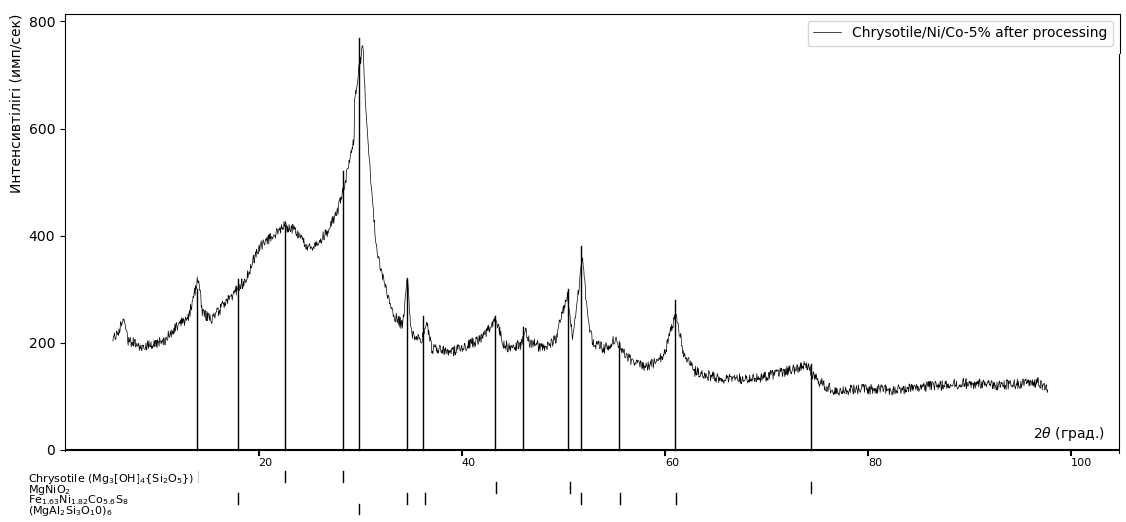 800
Chrysotile/Ni/Co-5% after processing
600
400
200
0
Интенсивтілігі (имп/сек)
2θ (град.)
20 40 60 80 100
Chrysotile (Mg₃[OH]₄{Si₂O₅})
MgNiO₂
Fe₁.₆₃Ni₁.₈₂Co₅.₆S₈
(MgAl₂Si₃O₁0)₆